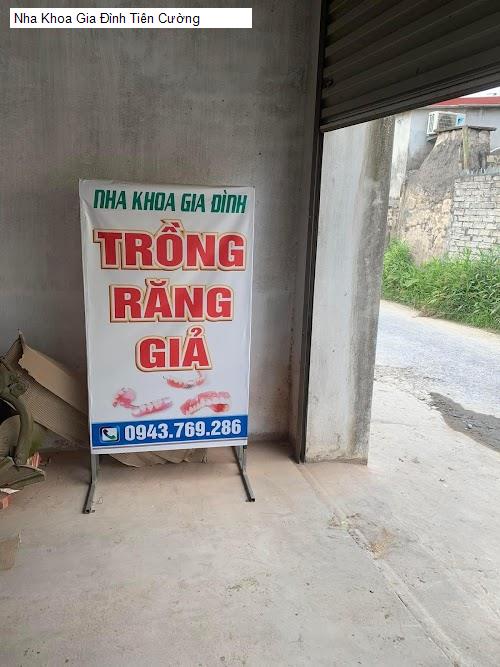 Nha Khoa Gia Đình Tiên Cường
NHA KHOA GIA ĐÌNH
TRỒNG
RĂNG
GIẢ
0943.769.286